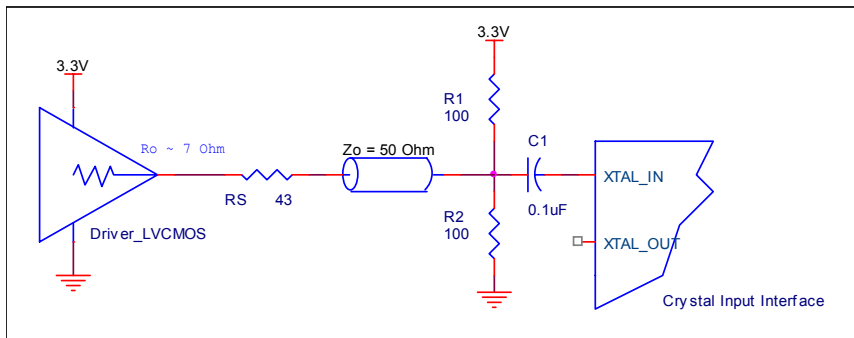 3.3V
3.3V
R1
100
C1
Ro ~ 7 Ohm
Zo = 50 Ohm
RS 43
XTAL_IN
R2
100
0.1uF
Driver_LVCMOS
XTAL_OUT
Crystal Input Interface